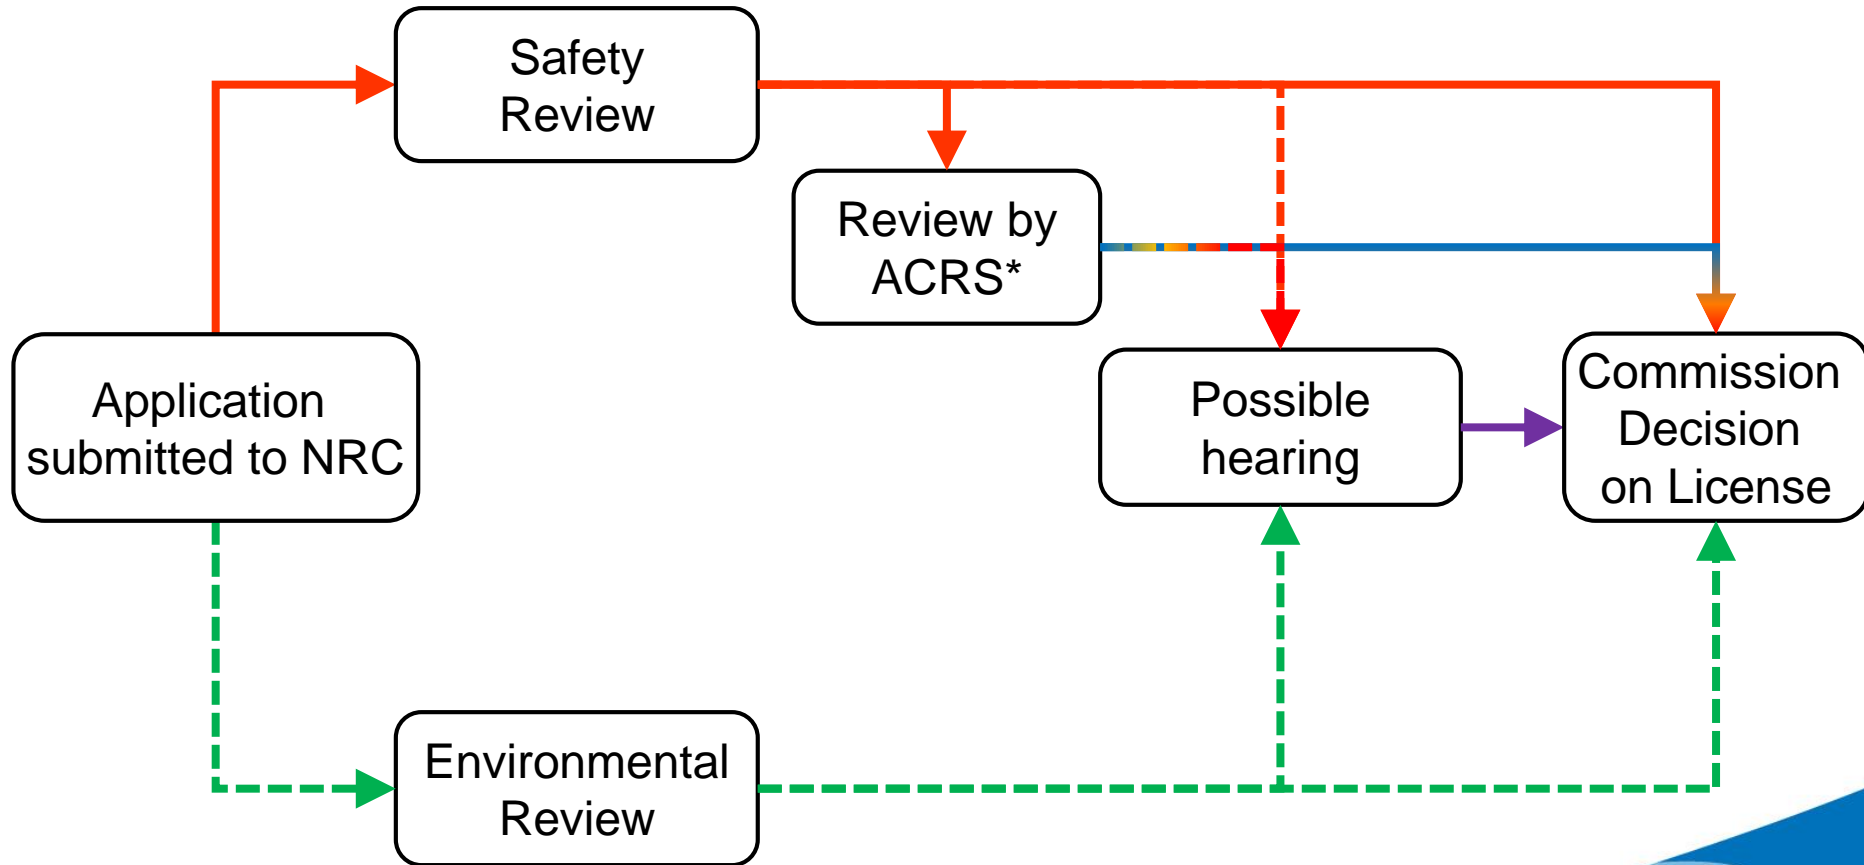 Safety
Review
Review by
ACRS*
Application
submitted to NRC
Possible
hearing
Commission
Decision
on License
Environmental
Review